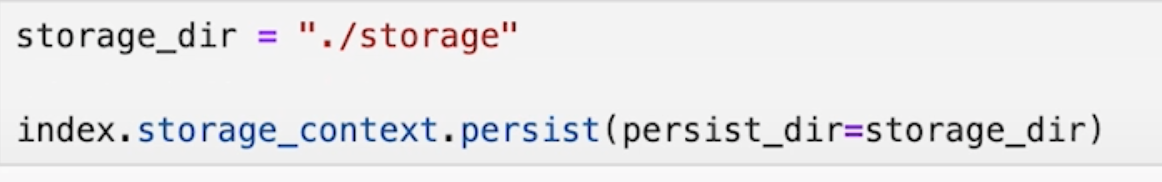 storage_dir = "./storage"
index.storage_context.persist(persist_dir=storage_dir)